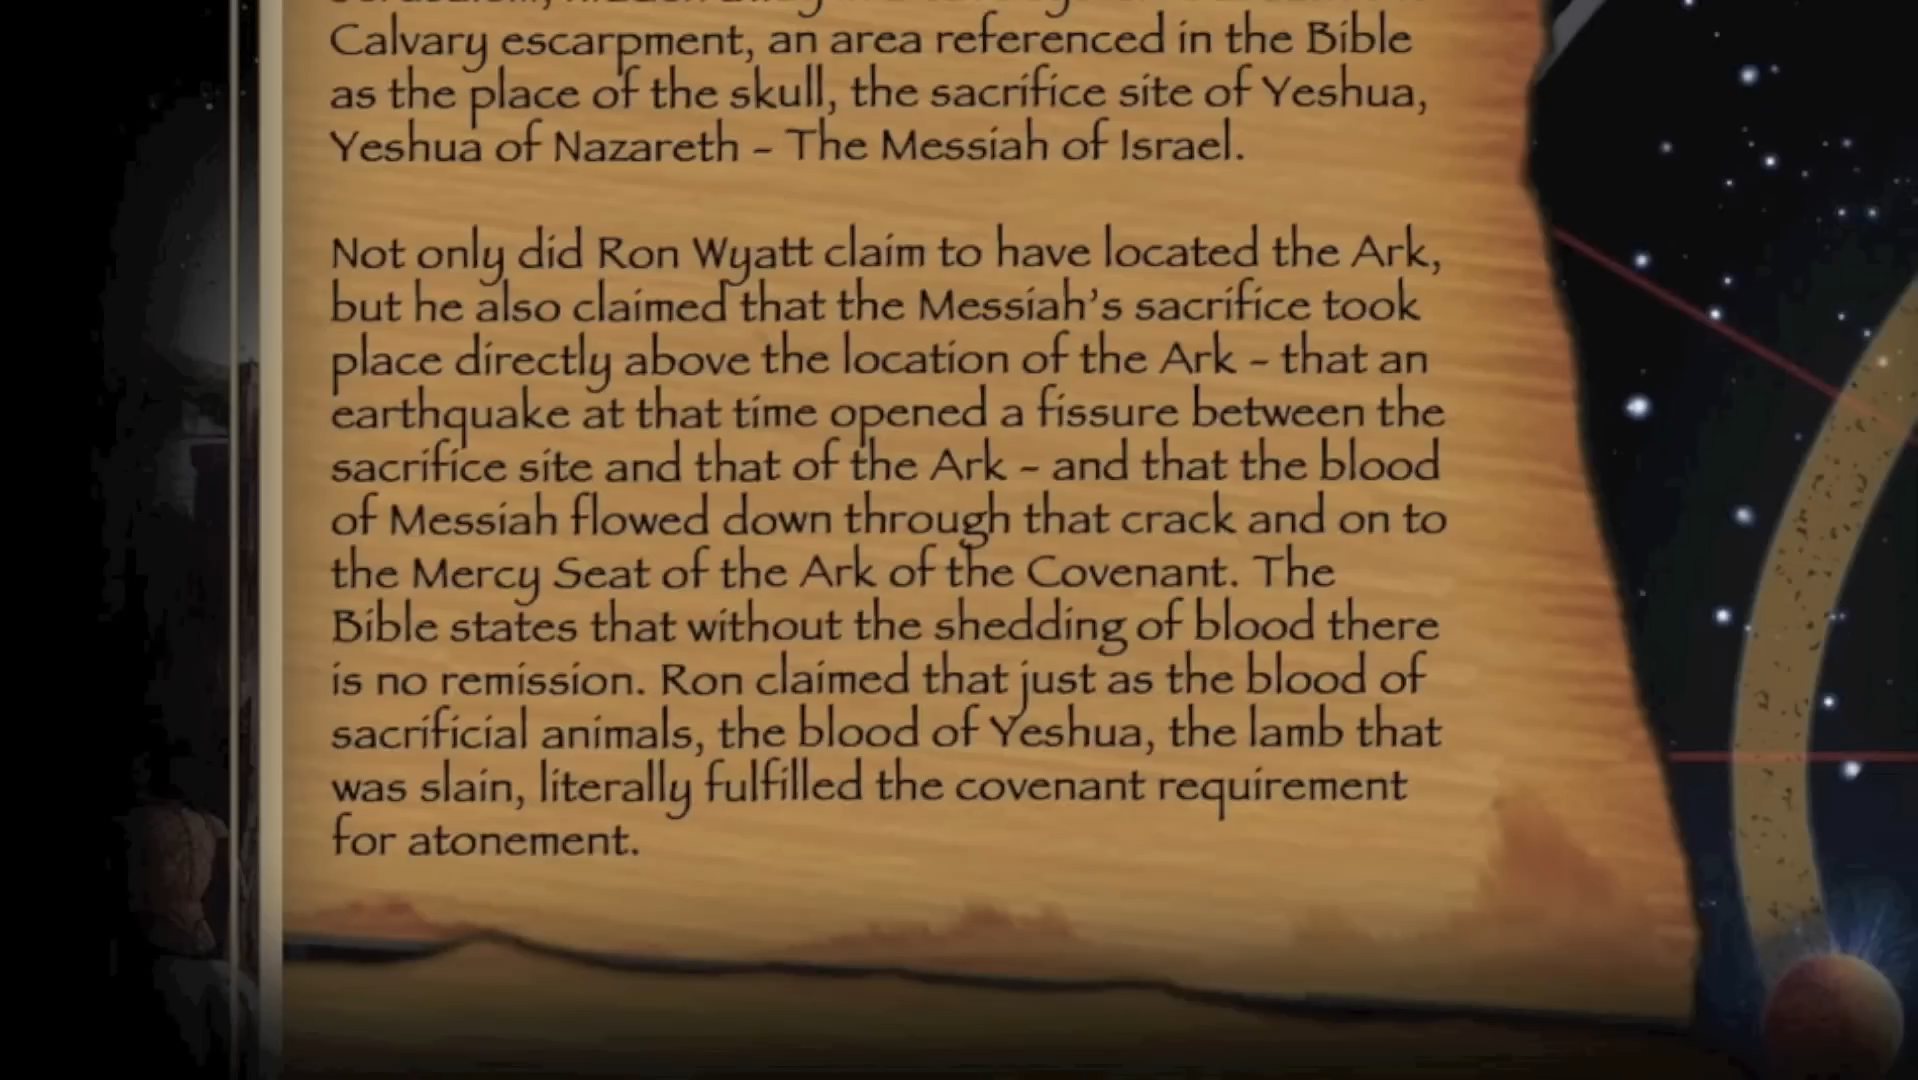 Calvary escarpment, an area referenced in the Bible
as the place of the skull, the sacrifice site of Yeshua,
Yeshua of Nazareth - The Messiah of Israel.
Not only did Ron Wyatt claim to have located the Ark,
but he also claimed that the Messiah's sacrifice took
place directly above the location of the Ark - that an
earthquake at that time opened a fissure between the
sacrifice site and that of the Ark - and that the blood
of Messiah flowed down through that crack and on to
the Mercy Seat of the Ark of the Covenant. The
Bible states that without the shedding of blood there
is no remission. Ron claimed that just as the blood of
sacrificial animals, the blood of Yeshua, the lamb that
was slain, literally fulfilled the covenant requirement
for atonement.